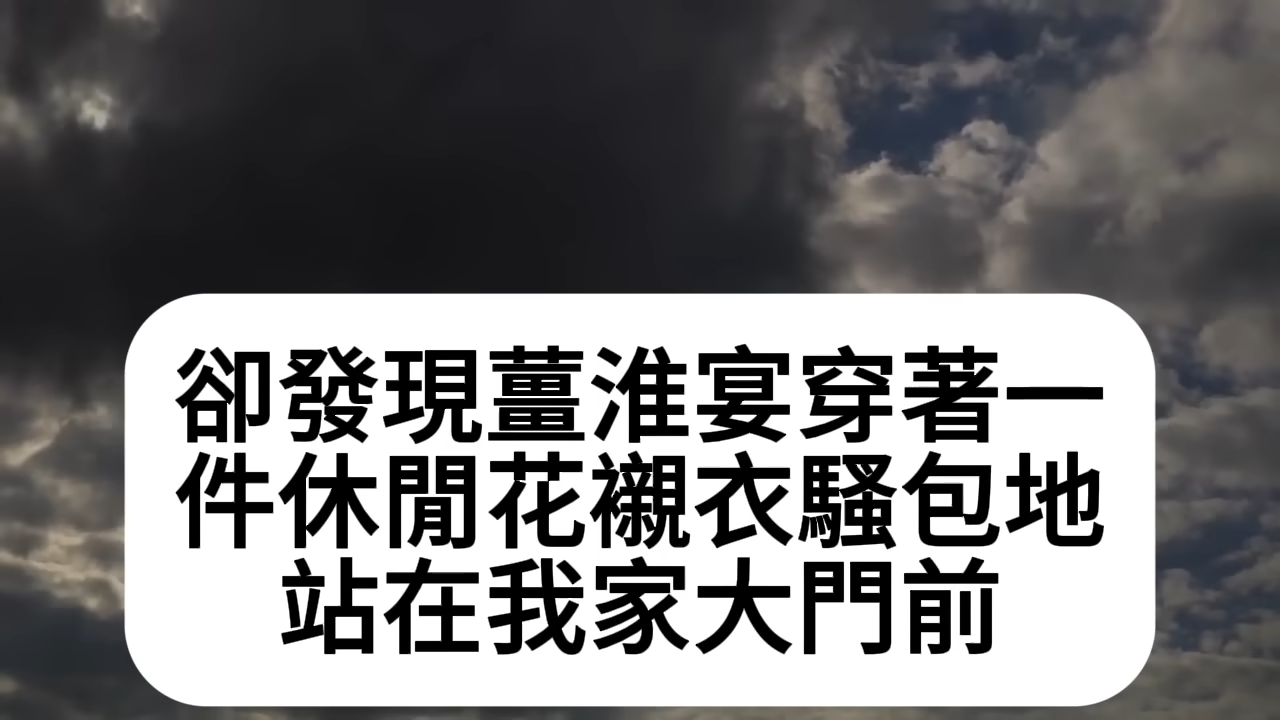 卻發現薑淮宴穿著一
件休閒花襯衣騷包地
站在我家大門前